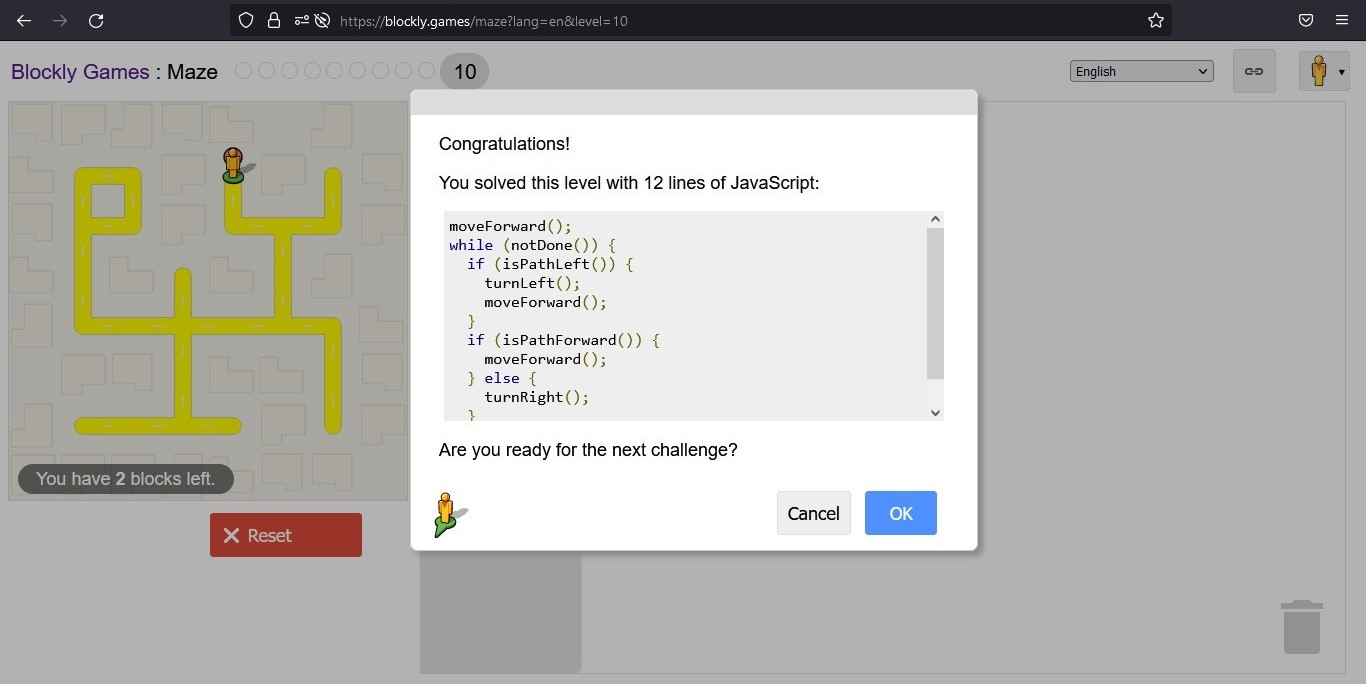 https://blockly.games/maze?lang=en&level=10
Blockly Games : Maze 10
English
Congratulations!
You solved this level with 12 lines of JavaScript:
moveForward();
while (notDone()) {
  if (isPathLeft()) {
    turnLeft();
    moveForward();
  }
  if (isPathForward()) {
    moveForward();
  } else {
    turnRight();
  }
Are you ready for the next challenge?
You have 2 blocks left.
Cancel
OK
Reset